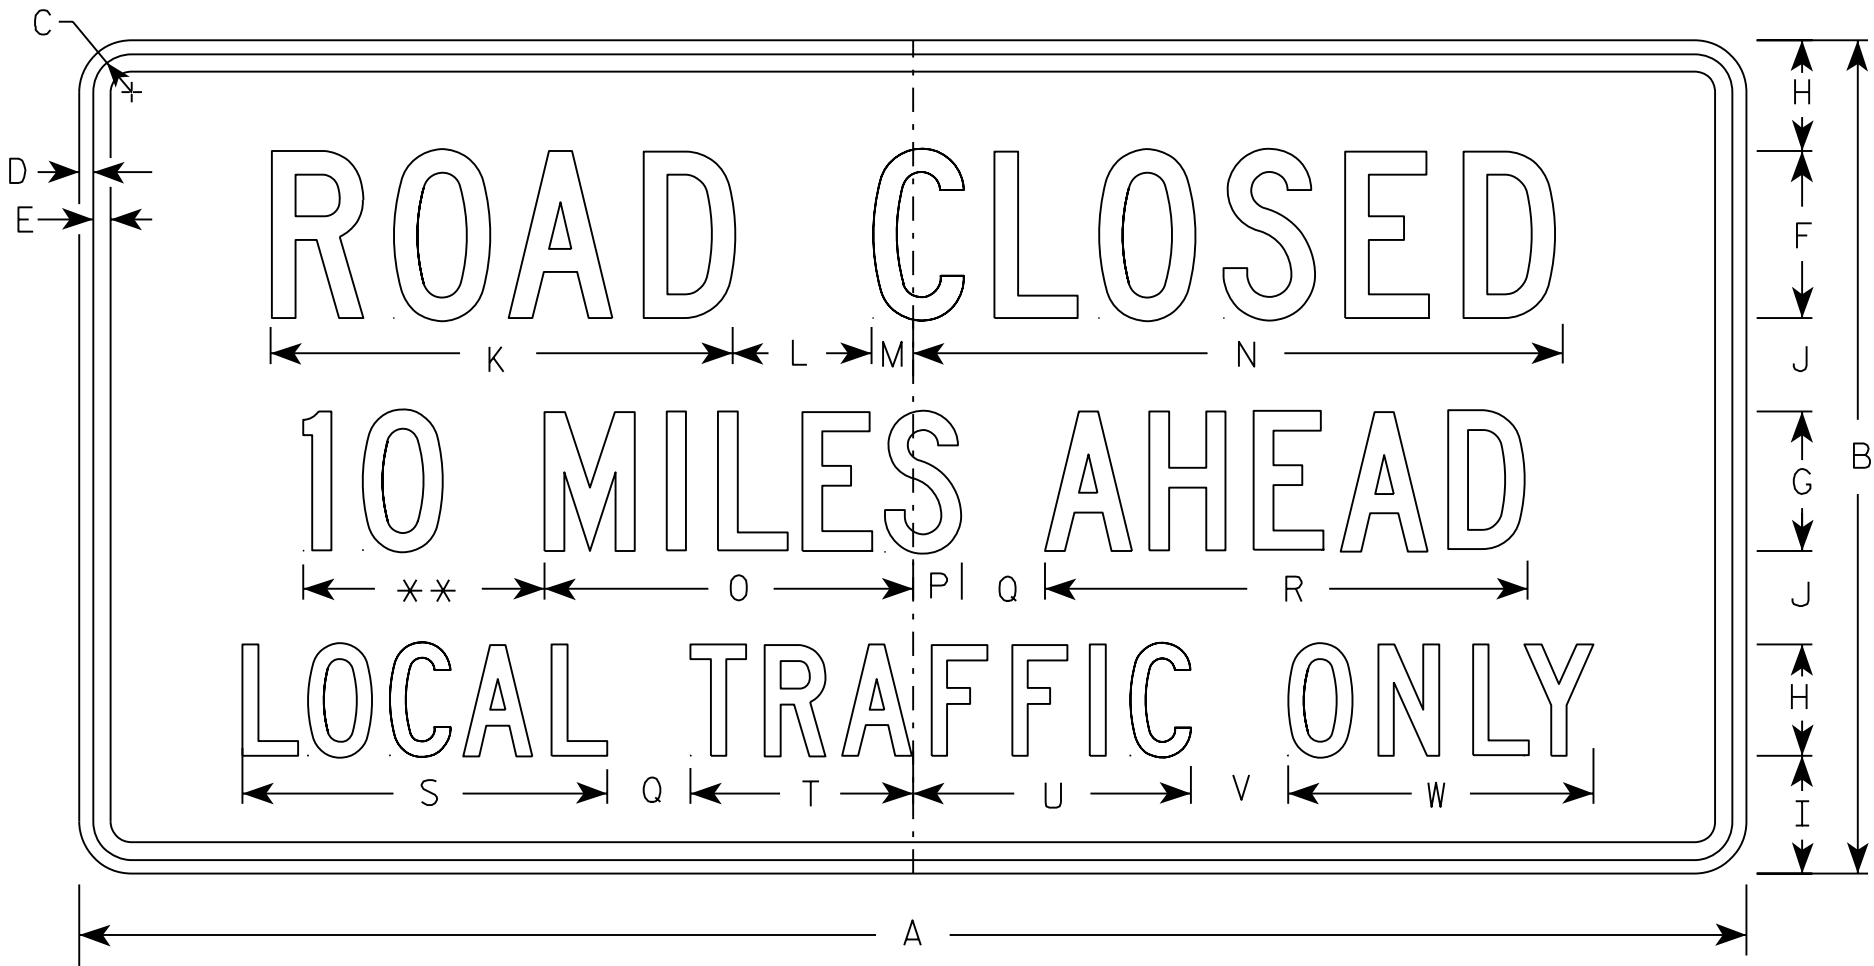 C
H
ROAD CLOSED
D
E
F
K L M N
J
10 MILES AHEAD
B
G
** O P Q R
J
LOCAL TRAFFIC ONLY
H
S Q T U V W
I
A